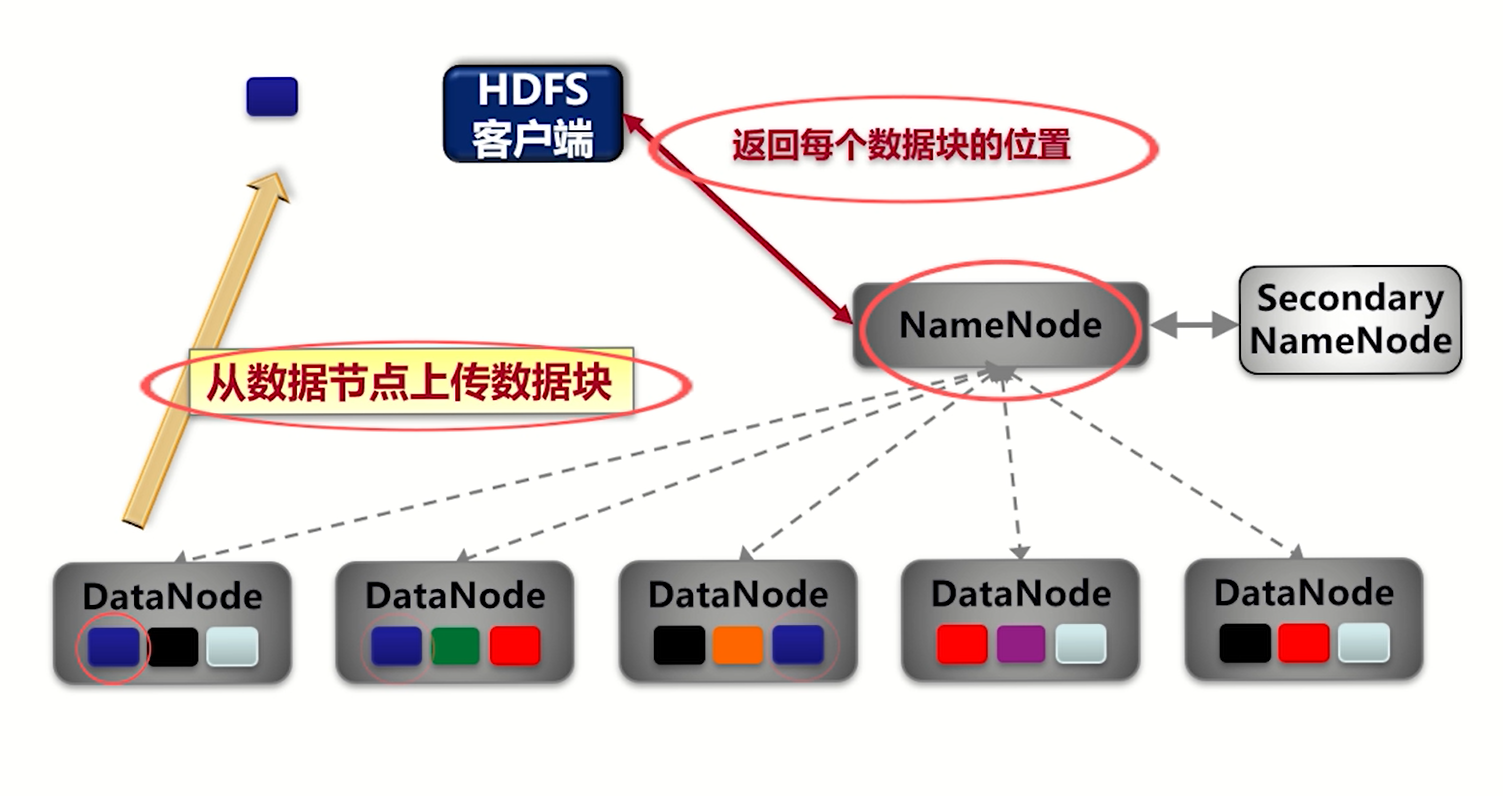 HDFS
客户端
返回每个数据块的位置
NameNode
Secondary
NameNode
从数据节点上传数据块
DataNode
DataNode
DataNode
DataNode
DataNode